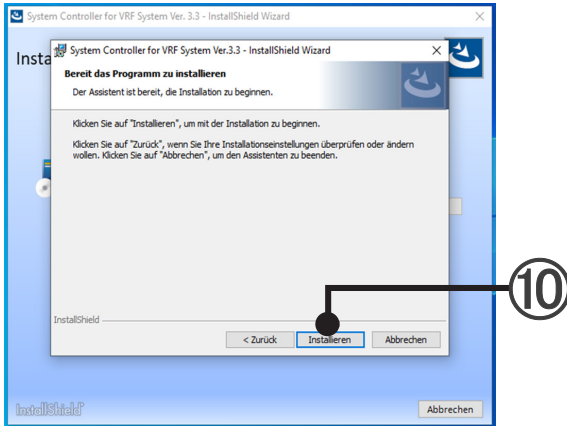 System Controller for VRF System Ver. 3.3 - InstallShield Wizard
Insta
System Controller for VRF System Ver.3.3 - InstallShield Wizard
Bereit das Programm zu installieren
Der Assistent ist bereit, die Installation zu beginnen.
Klicken Sie auf "Installieren", um mit der Installation zu beginnen.
Klicken Sie auf "Zurück", wenn Sie Ihre Installationseinstellungen überprüfen oder ändern
wollen. Klicken Sie auf "Abbrechen", um den Assistenten zu beenden.
⑩
InstallShield
< Zurück Installieren Abbrechen
InstallShield Abbrechen